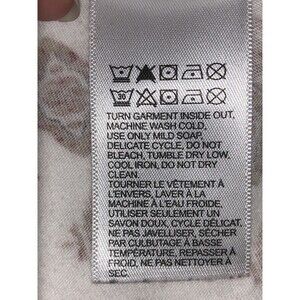 30
TURN GARMENT INSIDE OUT,
MACHINE WASH COLD,
USE ONLY MILD SOAP,
DELICATE CYCLE, DO NOT
BLEACH, TUMBLE DRY LOW,
COOL IRON, DO NOT DRY
CLEAN.
TOURNER LE VÊTEMENT À
L'ENVERS, LAVER À LA
MACHINE À L'EAU FROIDE,
UTILISER SEULEMENT UN
SAVON DOUX, CYCLE DÉLICAT,
NE PAS JAVELLISER, SÉCHER
PAR CULBUTAGE À BASSE
TEMPÉRATURE, REPASSER À
FROID, NE PAS NETTOYER À
SEC.